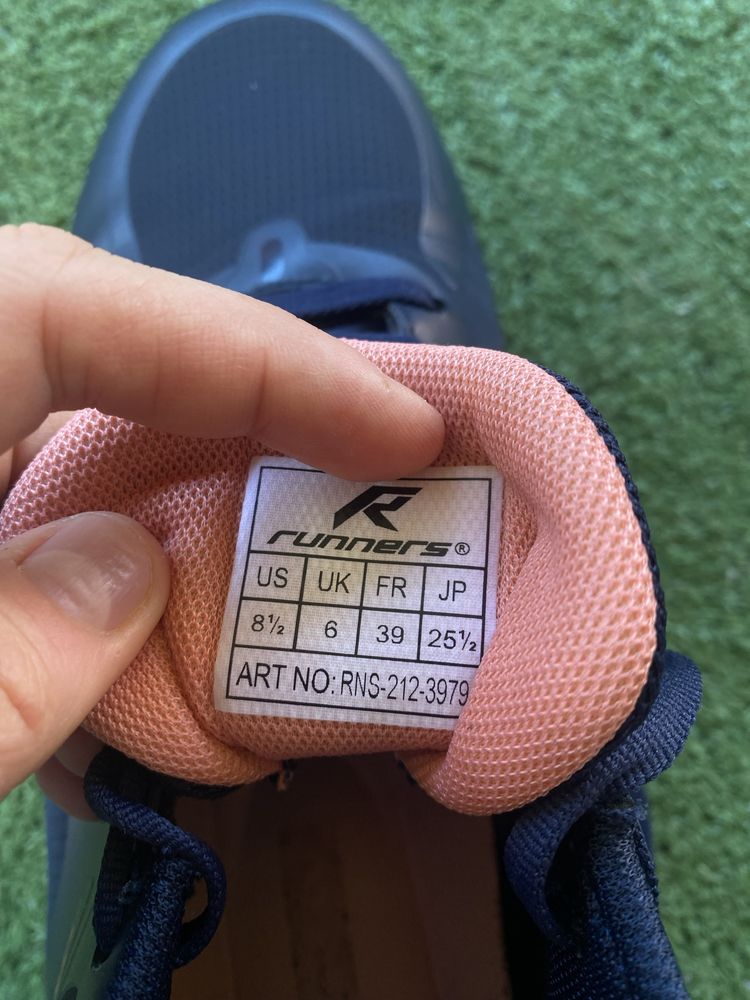 runners®
US UK FR JP
8½ 6 39 25½
ART NO: RNS-212-3979